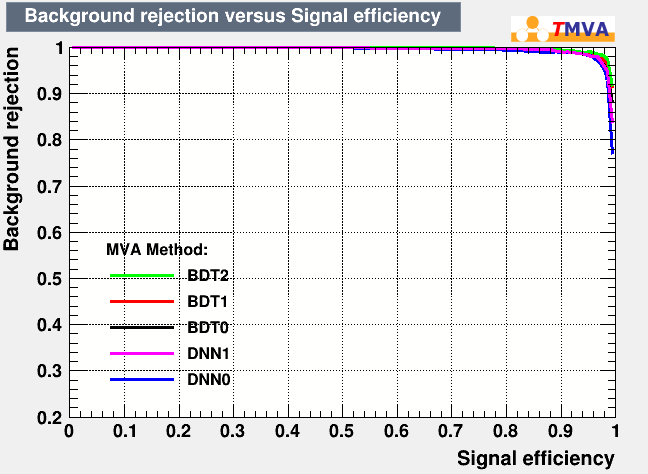 Background rejection versus Signal efficiency
TMVA
Background rejection
1
0.9
0.8
0.7
0.6
0.5
0.4
0.3
0.2
MVA Method:
BDT2
BDT1
BDT0
DNN1
DNN0
0 0.1 0.2 0.3 0.4 0.5 0.6 0.7 0.8 0.9 1
Signal efficiency